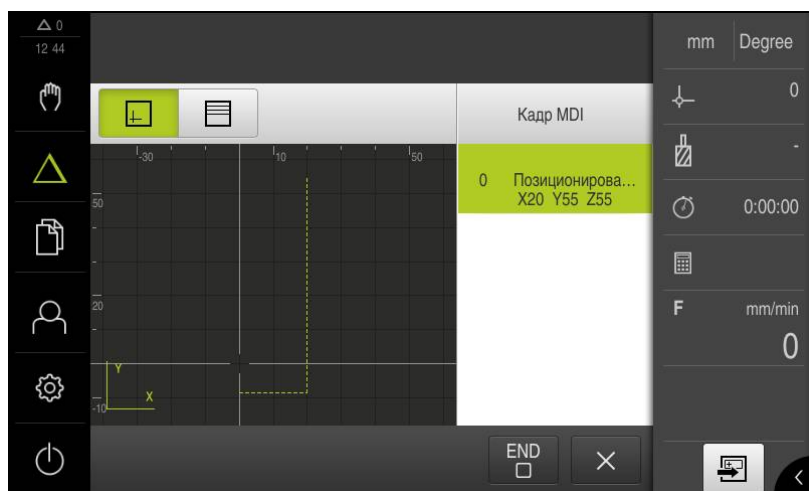 0
12 44
mm Degree
0
Кадр MDI
-30 10 50
-
0 Позиционирова...
X20 Y55 Z55
50
0:00:00
20
F mm/min
0
Y
X
-10
END